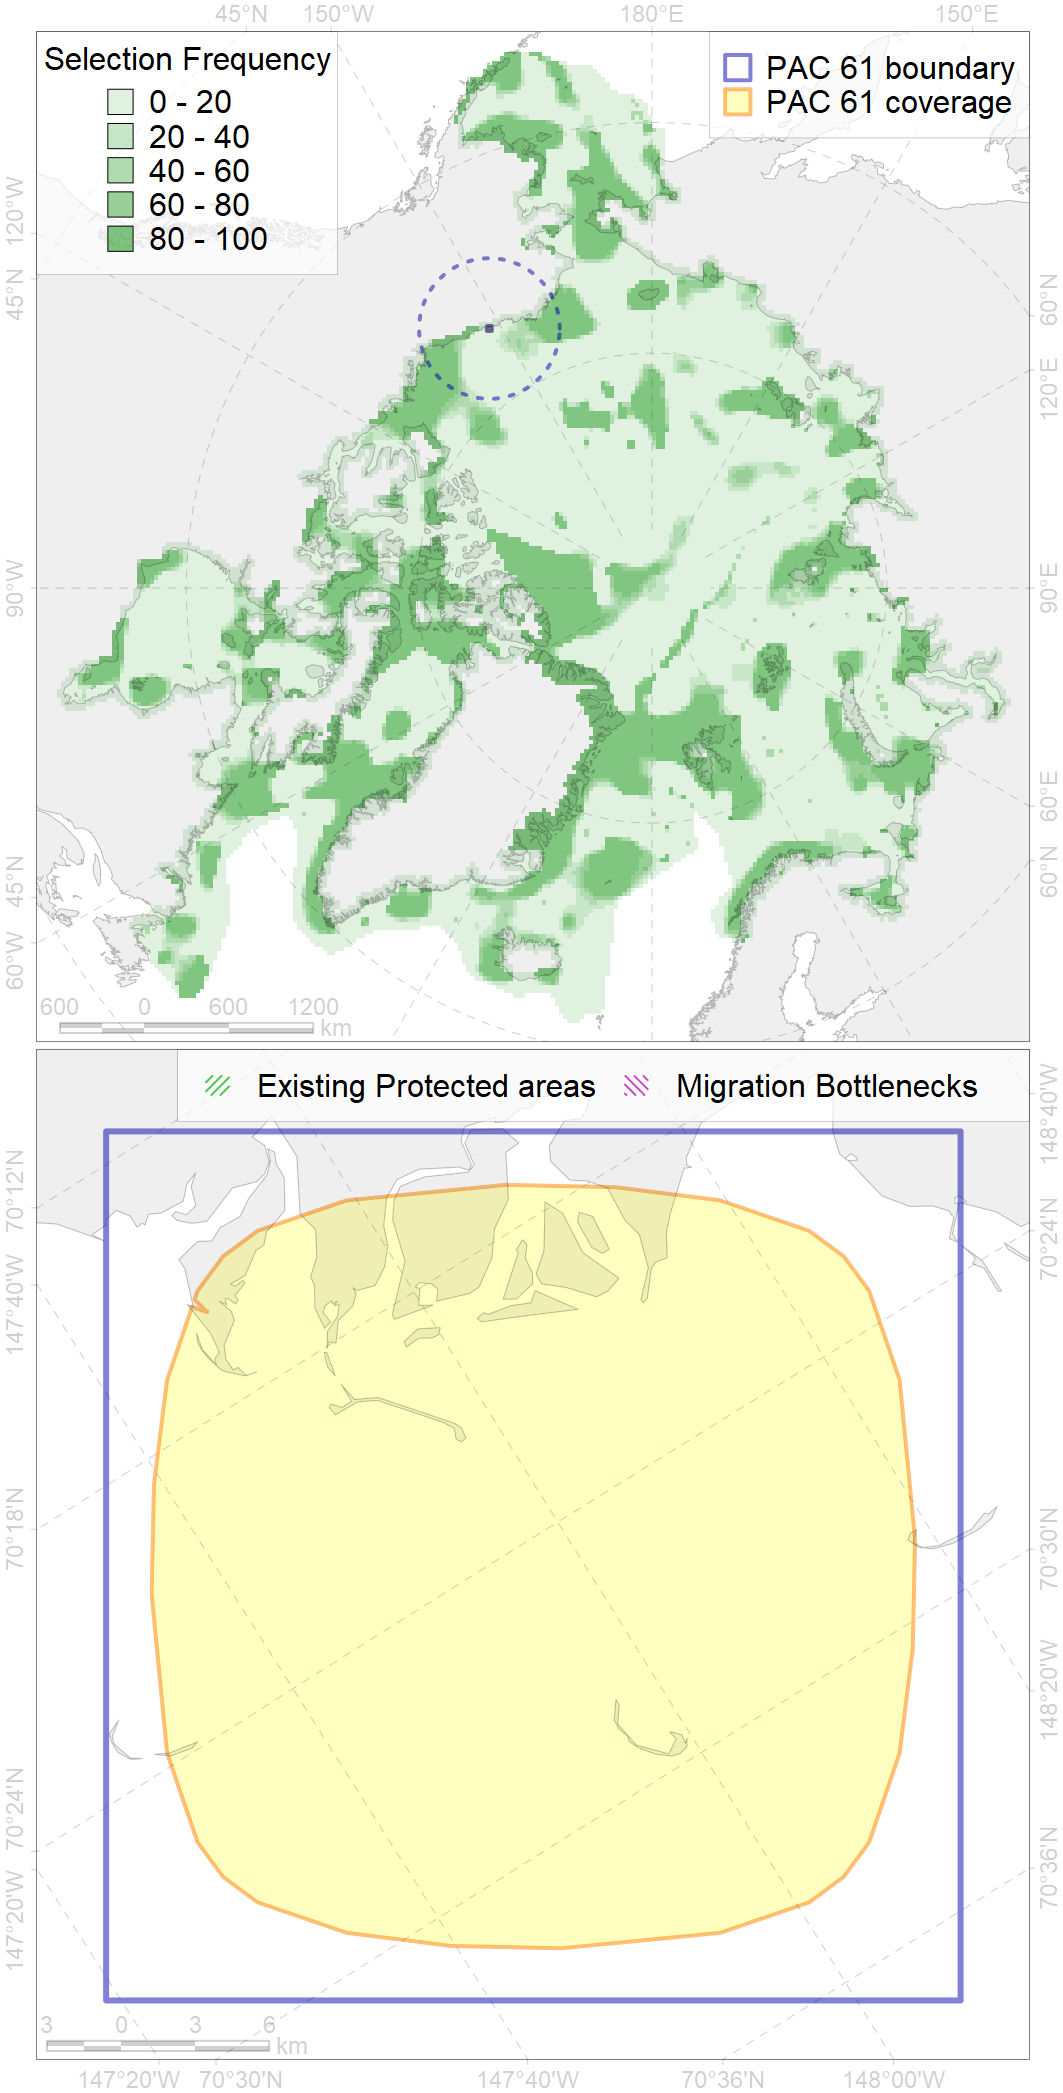 45°N 150°W 180°E 150°E
Selection Frequency
0 - 20
20 - 40
40 - 60
60 - 80
80 - 100
PAC 61 boundary
PAC 61 coverage
120°W
45°N
90°W
45°N
60°W
60°N
120°E
90°E
60°E
60°N
600 0 600 1200
km
Existing Protected areas Migration Bottlenecks
70°12'N
147°40'W
70°18'N
70°24'N
147°20'W
148°40'W
70°24'N
70°30'N
148°20'W
70°36'N
3 0 3 6
km
147°20'W 70°30'N 147°40'W 70°36'N 148°00'W